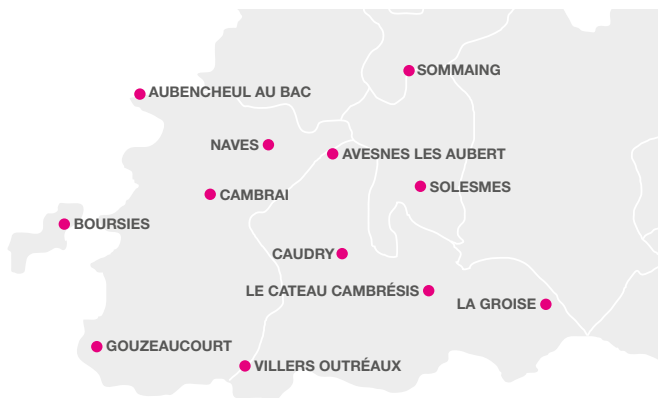 SOMMAING
AUBENCHEUL AU BAC
NAVES
AVESNES LES AUBERT
SOLESMES
CAMBRAI
BOURSIES
CAUDRY
LE CATEAU CAMBRÉSIS
LA GROISE
GOUZEAUCOURT
VILLERS OUTRÉAUX